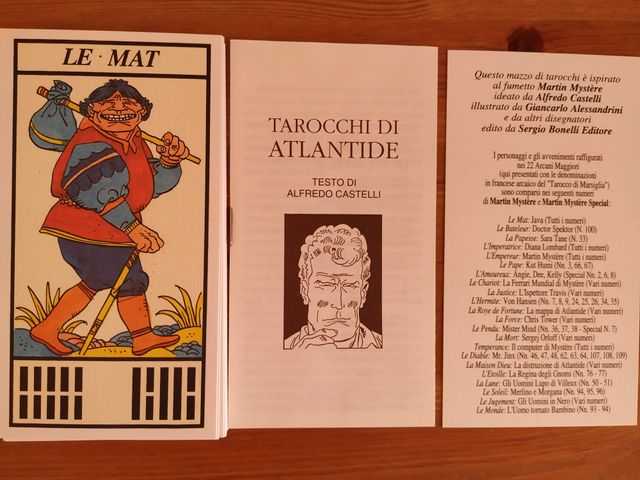 LE · MAT
TAROCCHI DI
ATLANTIDE
TESTO DI
ALFREDO CASTELLI
Questo mazzo di tarocchi è ispirato
al fumetto Martin Mystère
ideato da Alfredo Castelli
illustrato da Giancarlo Alessandrini
e da altri disegnatori
edito da Sergio Bonelli Editore
I personaggi e gli avvenimenti raffigurati
nei 22 Arcani Maggiori
(qui presentati con le denominazioni
in francese arcaico del "Tarocco di Marsiglia")
sono comparsi nei seguenti numeri
di Martin Mystère e Martin Mystère Special:
Le Mat: Java (Tutti i numeri)
Le Bateleur: Doctor Spektor (N. 100)
La Papesse: Sara Tane (N. 33)
L'Imperatrice: Diana Lombard (Tutti i numeri)
L'Empereur: Martin Mystère (Tutti i numeri)
Le Pape: Kut Humi (Nn. 3, 66, 67)
L'Amoureux: Angie, Dee, Kelly (Special Nn. 2, 6, 8)
Le Chariot: La Ferrari Mundial di Mystère (Vari numeri)
La Justice: L'Ispettore Travis (Vari numeri)
L'Hermite: Von Hansen (Nn. 7, 8, 9, 24, 25, 26, 34, 35)
La Roye de Fortune: La mappa di Atlantide (Vari numeri)
La Force: Chris Tower (Vari numeri)
Le Pendu: Mister Mind (Nn. 36, 37, 38 - Special N. 7)
La Mort: Sergej Orloff (Vari numeri)
Temperance: Il computer di Mystère (Tutti i numeri)
Le Diable: Mr. Jinx (Nn. 46, 47, 48, 62, 63, 64, 107, 108, 109)
La Maison Dieu: La distruzione di Atlantide (Vari numeri)
L'Etoille: La Regina degli Gnomi (Nn. 76 - 77)
La Lune: Gli Uomini Lupo di Villeux (Nn. 50 - 51)
Le Soleil: Merlino e Morgana (Nn. 94, 95, 96)
Le Jugement: Gli Uomini in Nero (Vari numeri)
Le Monde: L'Uomo tornato Bambino (Nn. 93 - 94)